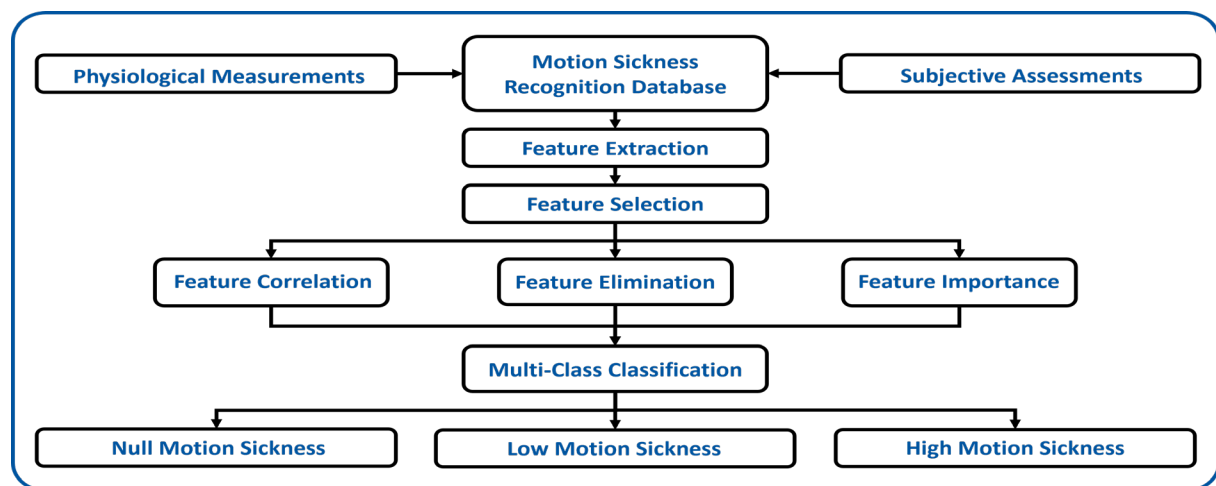 Physiological Measurements
Motion Sickness
Recognition Database
Subjective Assessments
Feature Extraction
Feature Selection
Feature Correlation
Feature Elimination
Feature Importance
Multi-Class Classification
Null Motion Sickness
Low Motion Sickness
High Motion Sickness